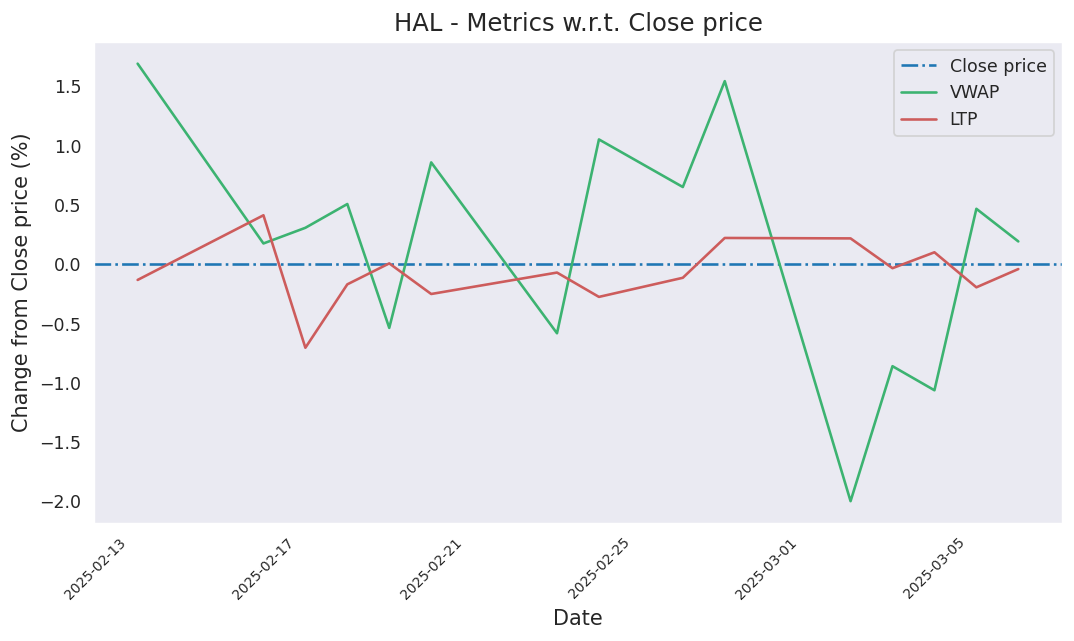 HAL - Metrics w.r.t. Close price
Close price
VWAP
LTP
Change from Close price (%)
1.5
1.0
0.5
0.0
−0.5
−1.0
−1.5
−2.0
2025-02-13
2025-02-17
2025-02-21
2025-02-25
2025-03-01
2025-03-05
Date